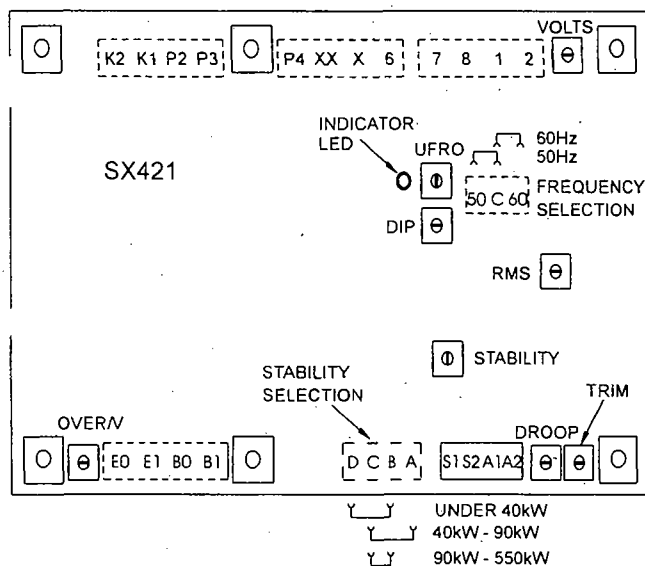 VOLTS
K2 K1 P2 P3
P4 XX X 6
7 8 1 2
INDICATOR
LED
UFRO
60Hz
50Hz
SX421
50 C 60
FREQUENCY
SELECTION
DIP
RMS
STABILITY
STABILITY
SELECTION
TRIM
OVER/V
DROOP
E0 E1 B0 B1
D C B A
S1 S2 A1 A2
UNDER 40kW
40kW - 90kW
90kW - 550kW